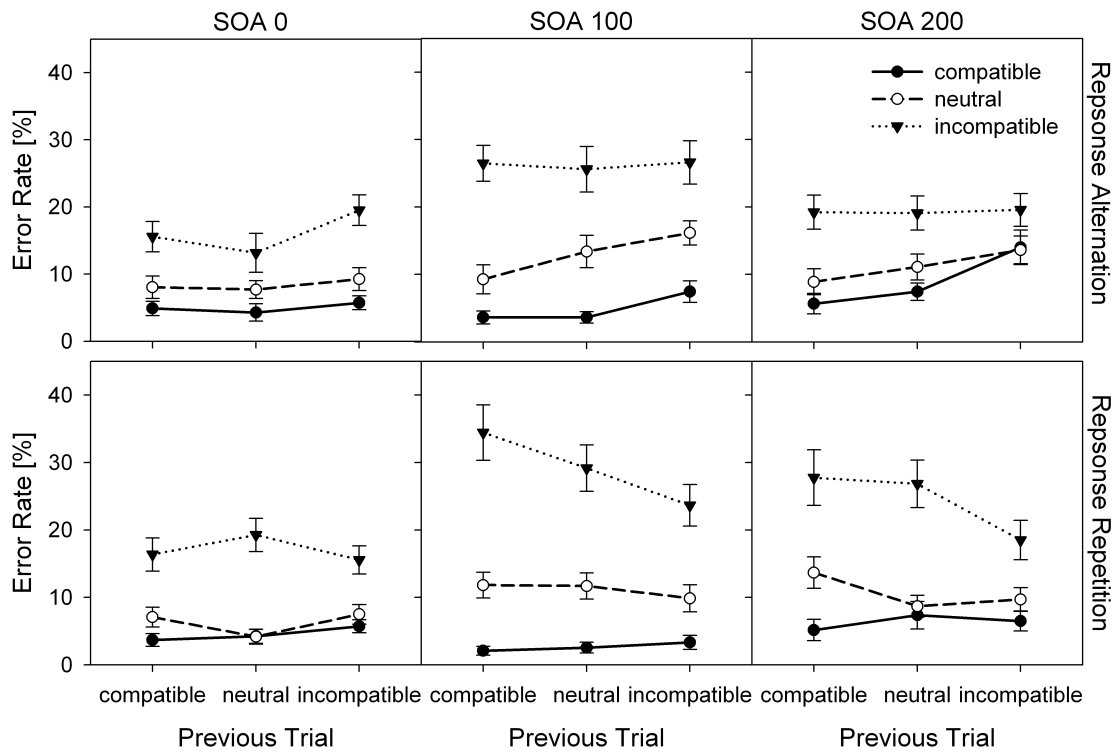 SOA 0
SOA 100
SOA 200
40
30
20
10
0
Error Rate [%]
compatible
neutral
incompatible
Repsonse Alternation
40
30
20
10
0
Error Rate [%]
Repsonse Repetition
compatible neutral incompatible
compatible neutral incompatible
compatible neutral incompatible
Previous Trial
Previous Trial
Previous Trial